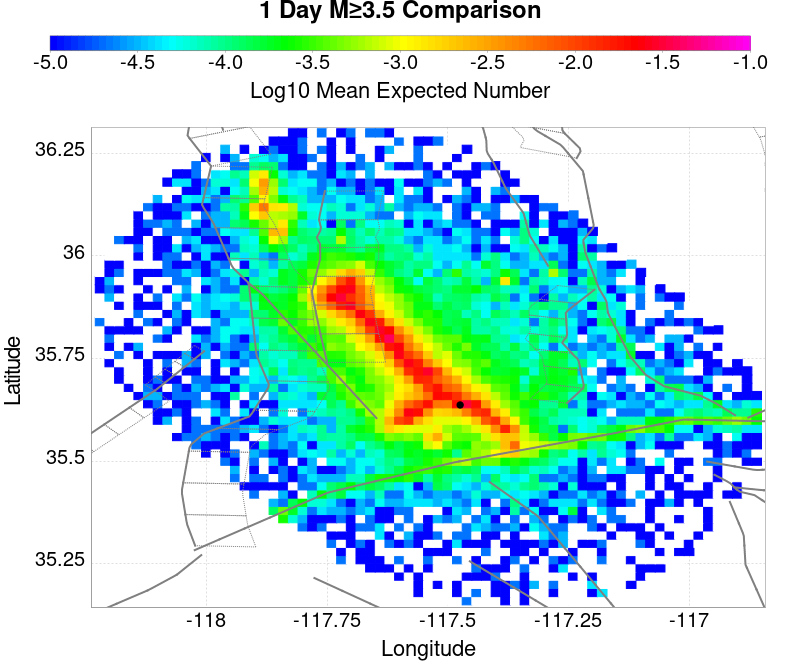 1 Day M≥3.5 Comparison
-5.0 -4.5 -4.0 -3.5 -3.0 -2.5 -2.0 -1.5 -1.0
Log10 Mean Expected Number
36.25
36
35.75
35.5
35.25
Latitude
-118 -117.75 -117.5 -117.25 -117
Longitude